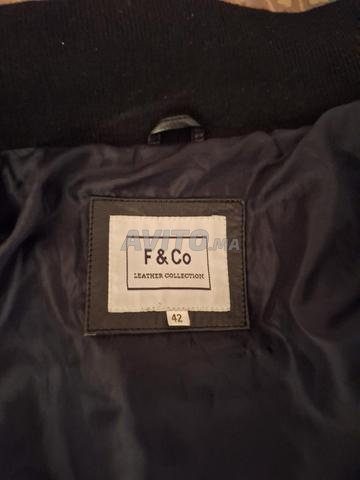 AVITO.MA
F & Co
LEATHER COLLECTION
42